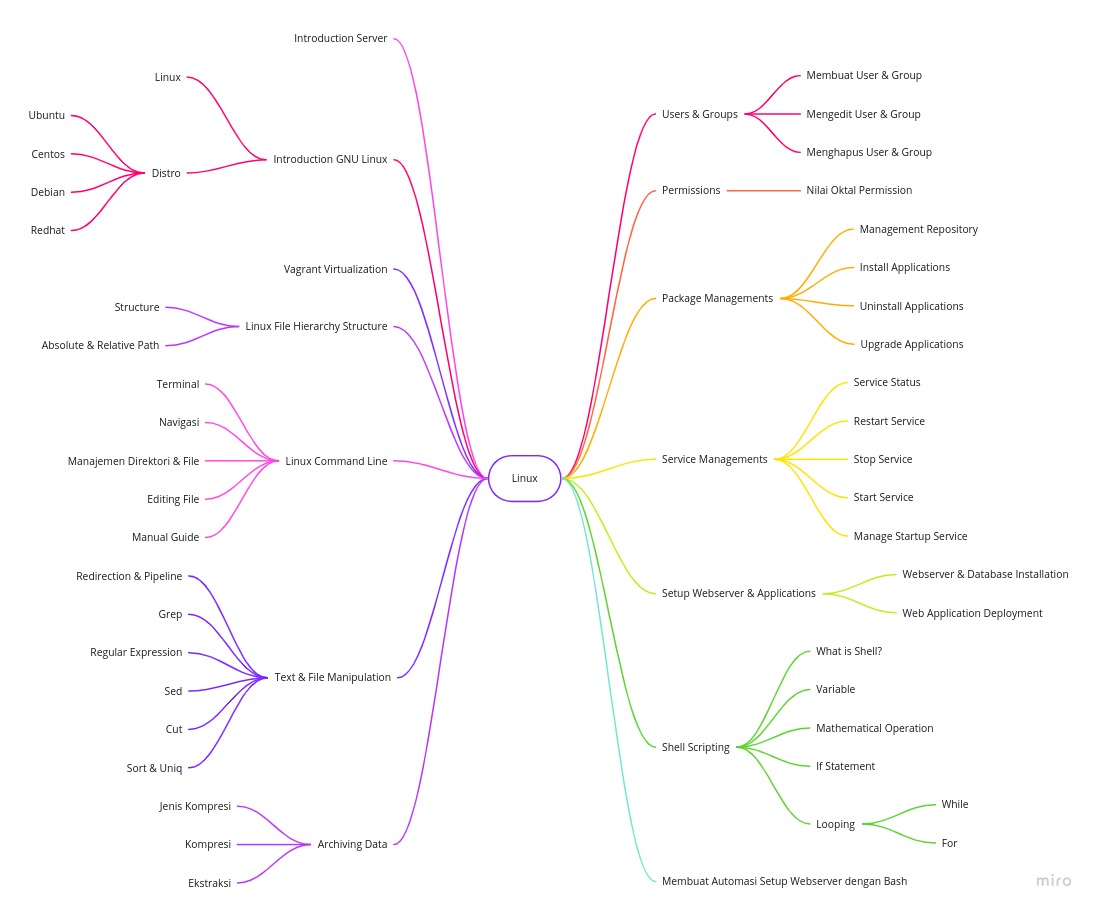 Linux
Introduction Server
Introduction GNU Linux
Linux
Distro
Ubuntu
Centos
Debian
Redhat
Vagrant Virtualization
Linux File Hierarchy Structure
Structure
Absolute & Relative Path
Linux Command Line
Terminal
Navigasi
Manajemen Direktori & File
Editing File
Manual Guide
Text & File Manipulation
Redirection & Pipeline
Grep
Regular Expression
Sed
Cut
Sort & Uniq
Archiving Data
Jenis Kompresi
Kompresi
Ekstraksi
Users & Groups
Membuat User & Group
Mengedit User & Group
Menghapus User & Group
Permissions
Nilai Oktal Permission
Package Managements
Management Repository
Install Applications
Uninstall Applications
Upgrade Applications
Service Managements
Service Status
Restart Service
Stop Service
Start Service
Manage Startup Service
Setup Webserver & Applications
Webserver & Database Installation
Web Application Deployment
Shell Scripting
What is Shell?
Variable
Mathematical Operation
If Statement
Looping
While
For
Membuat Automasi Setup Webserver dengan Bash
miro